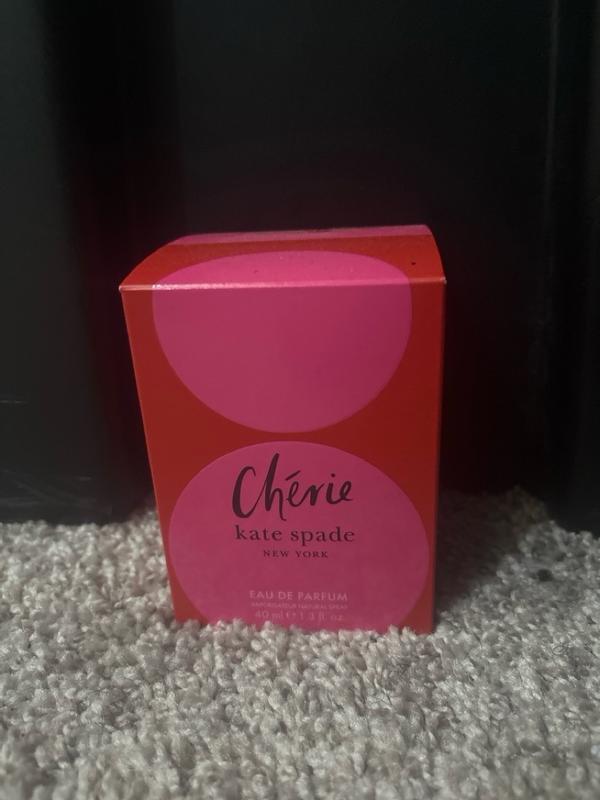 Chérie
kate spade
NEW YORK
EAU DE PARFUM
VAPORISATEUR NATURAL SPRAY
40 ml ℮ 1.3 fl. oz.